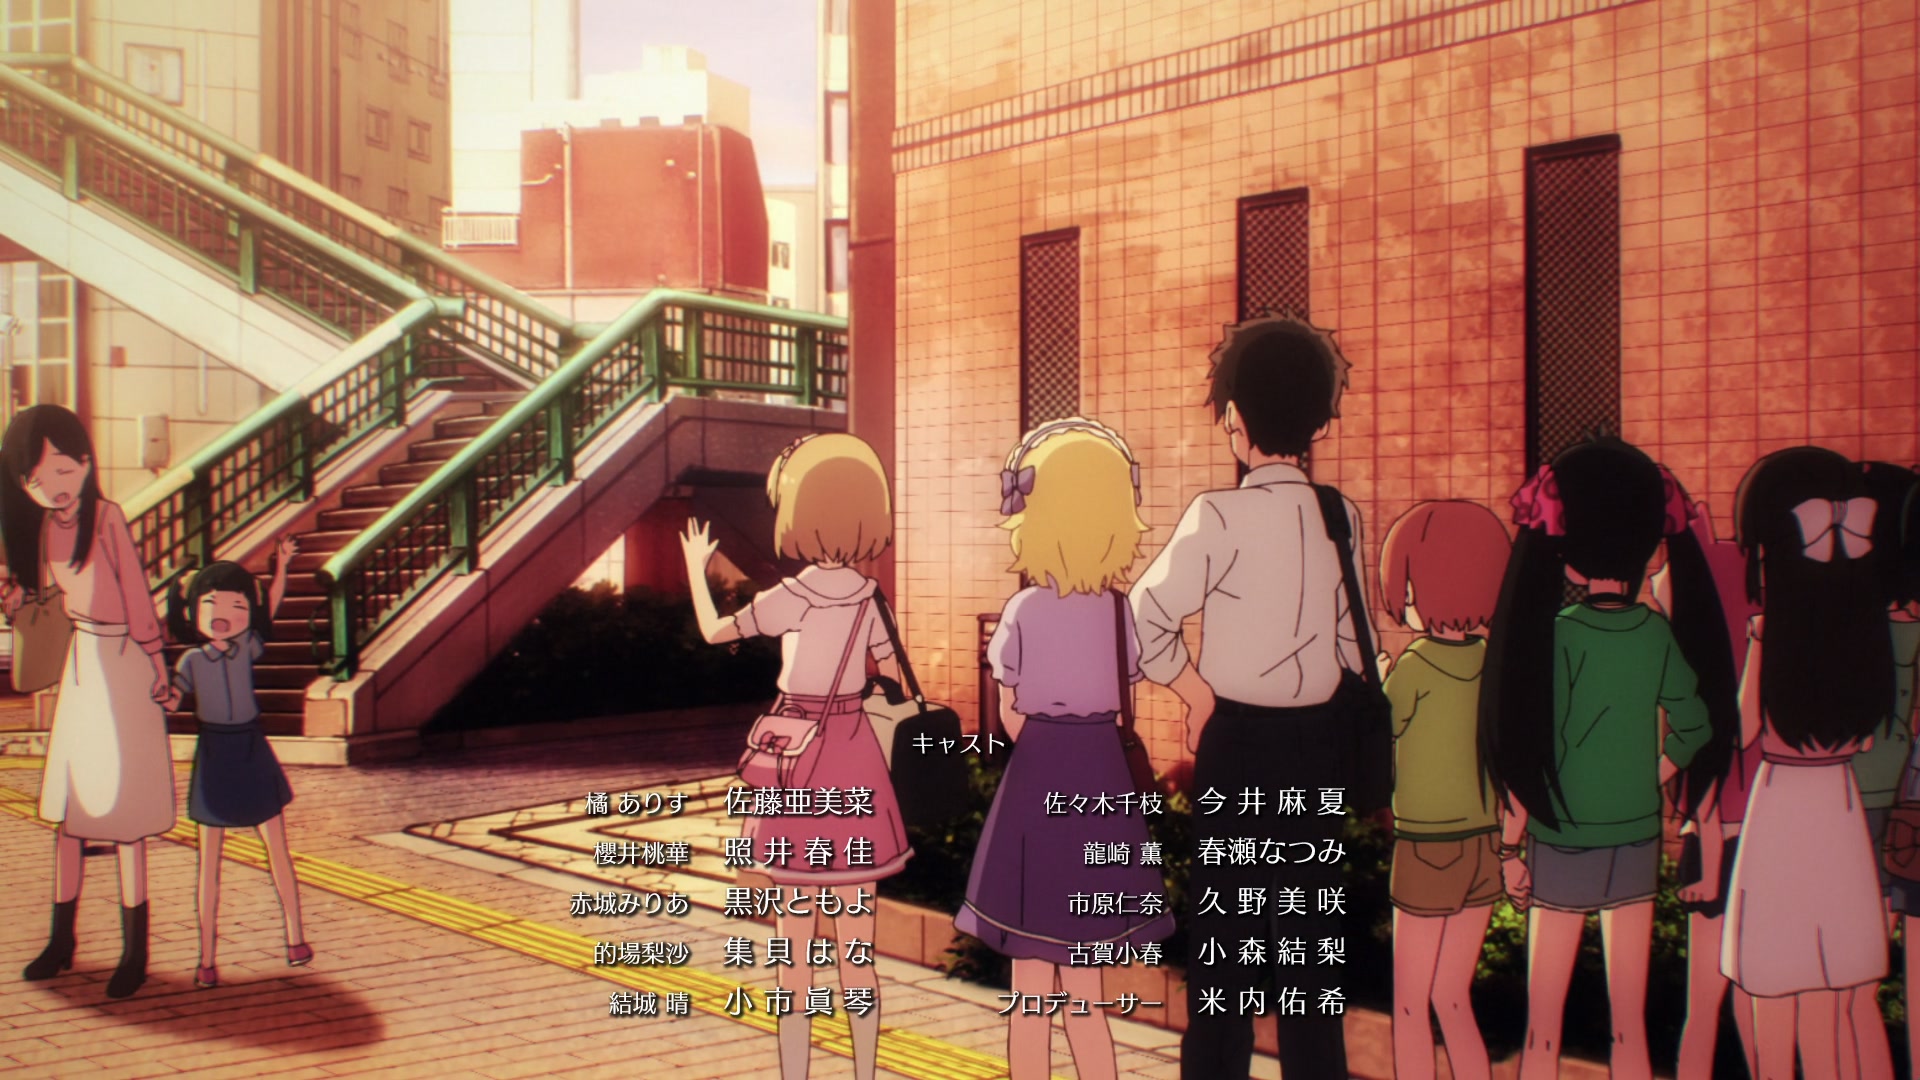 キャスト
橘 ありす 佐藤亜美菜
櫻井桃華 照井春佳
赤城みりあ 黒沢ともよ
的場梨沙 集貝はな
結城 晴 小市眞琴
佐々木千枝 今井麻夏
龍崎 薫 春瀬なつみ
市原仁奈 久野美咲
古賀小春 小森結梨
プロデューサー 米内佑希